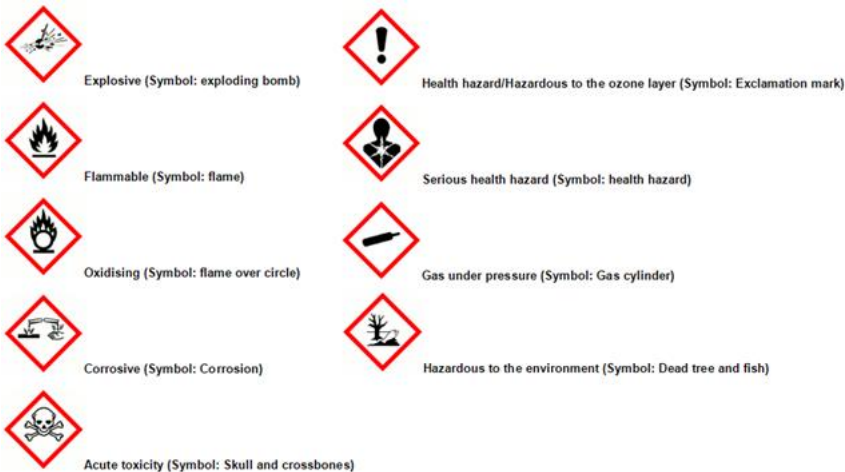 Explosive (Symbol: exploding bomb)
Health hazard/Hazardous to the ozone layer (Symbol: Exclamation mark)
Flammable (Symbol: flame)
Serious health hazard (Symbol: health hazard)
Oxidising (Symbol: flame over circle)
Gas under pressure (Symbol: Gas cylinder)
Corrosive (Symbol: Corrosion)
Hazardous to the environment (Symbol: Dead tree and fish)
Acute toxicity (Symbol: Skull and crossbones)